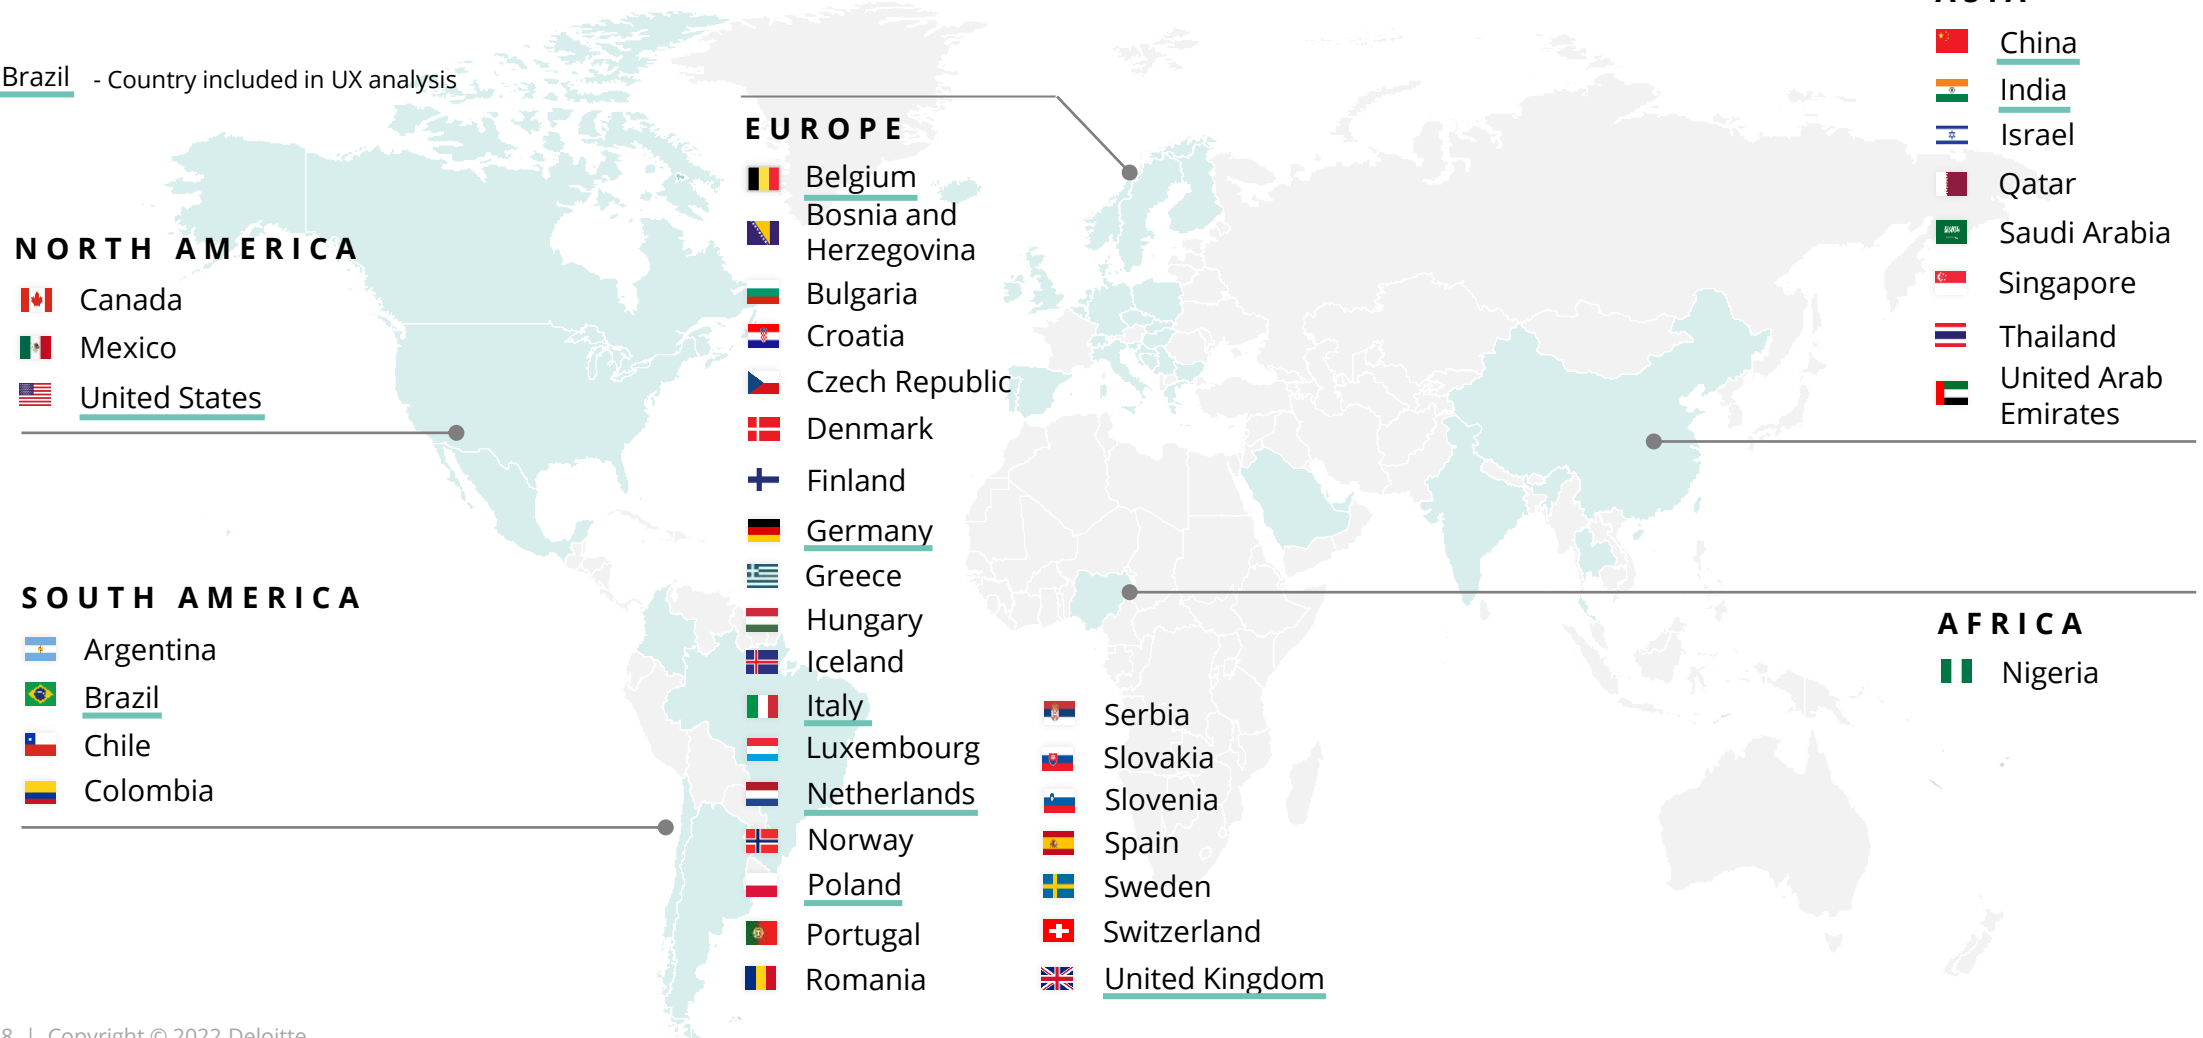 Brazil - Country included in UX analysis
NORTH AMERICA
Canada
Mexico
United States
SOUTH AMERICA
Argentina
Brazil
Chile
Colombia
EUROPE
Belgium
Bosnia and
Herzegovina
Bulgaria
Croatia
Czech Republic
Denmark
Finland
Germany
Greece
Hungary
Iceland
Italy
Luxembourg
Netherlands
Norway
Poland
Portugal
Romania
Serbia
Slovakia
Slovenia
Spain
Sweden
Switzerland
United Kingdom
ASIA
China
India
Israel
Qatar
Saudi Arabia
Singapore
Thailand
United Arab
Emirates
AFRICA
Nigeria
8 | Copyright © 2022 Deloitte